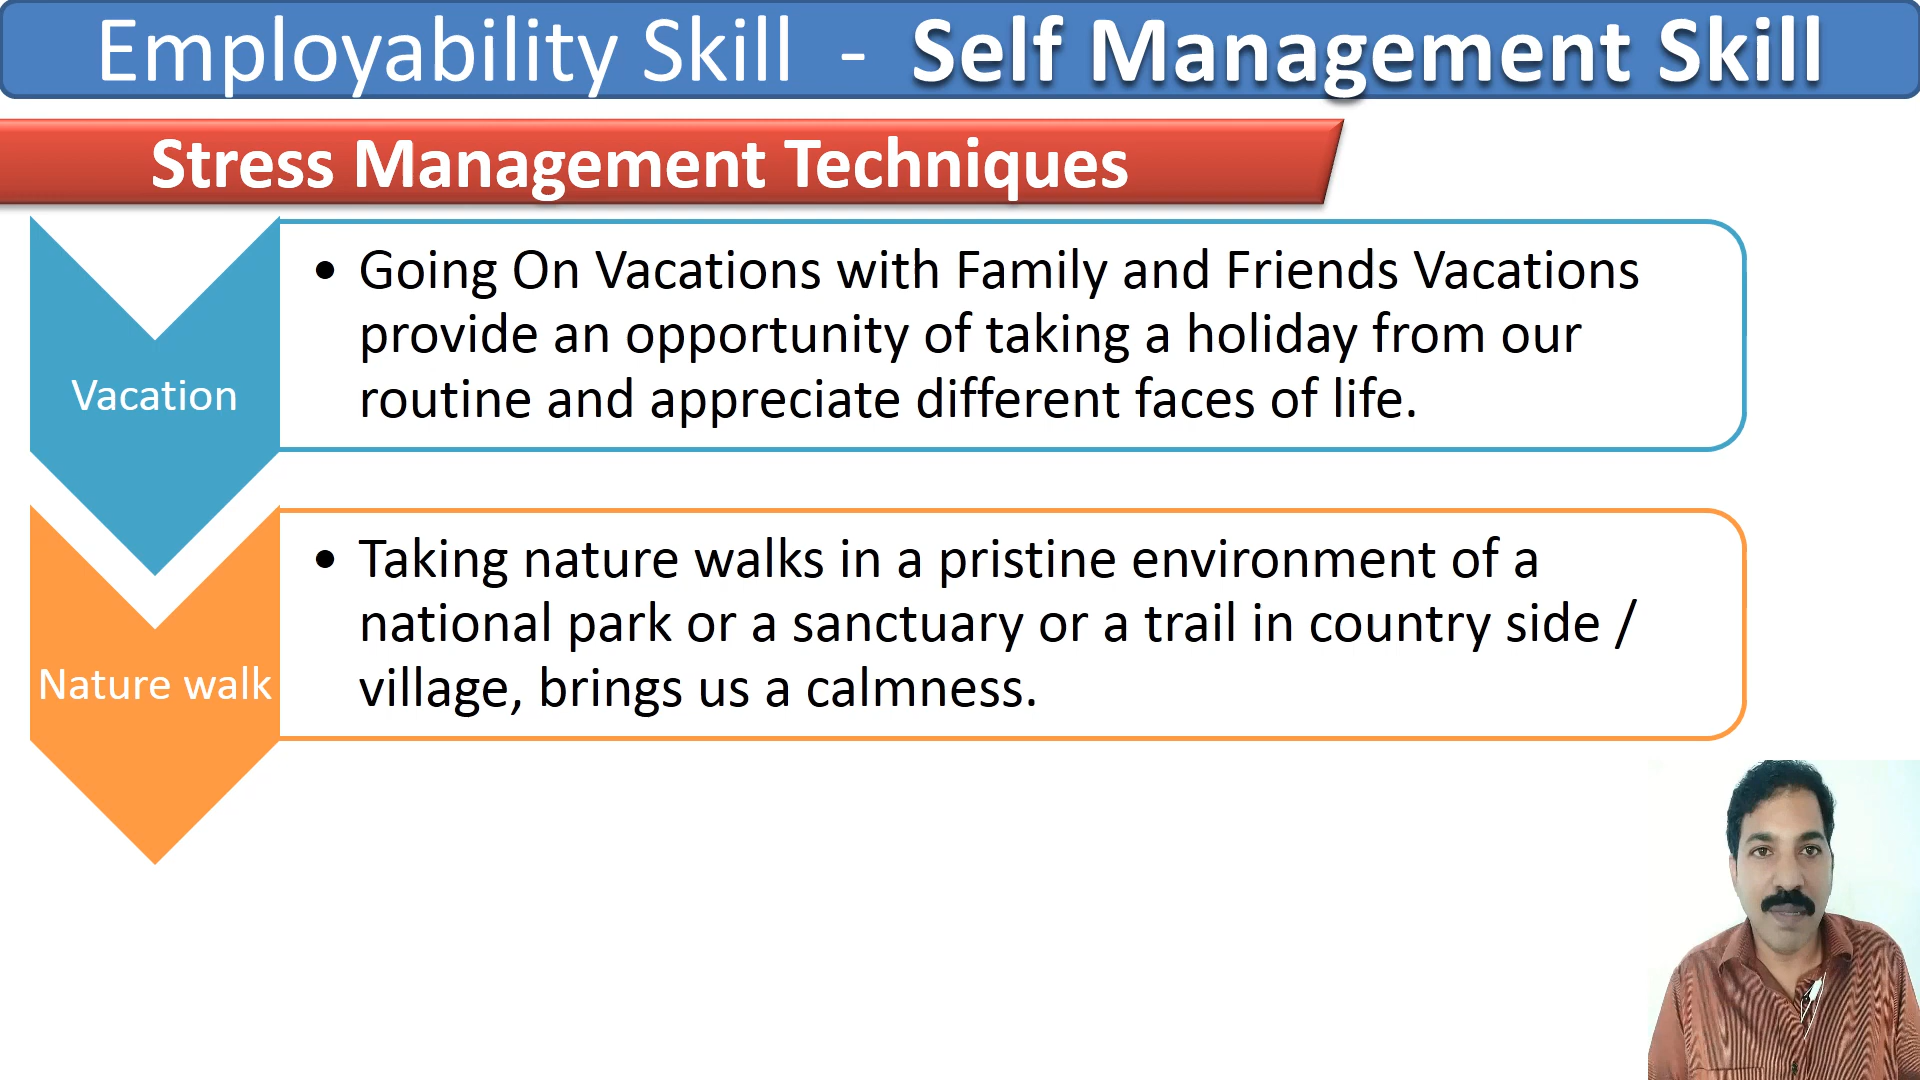 Employability Skill - Self Management Skill
Stress Management Techniques
Vacation
• Going On Vacations with Family and Friends Vacations
provide an opportunity of taking a holiday from our
routine and appreciate different faces of life.
Nature walk
• Taking nature walks in a pristine environment of a
national park or a sanctuary or a trail in country side /
village, brings us a calmness.